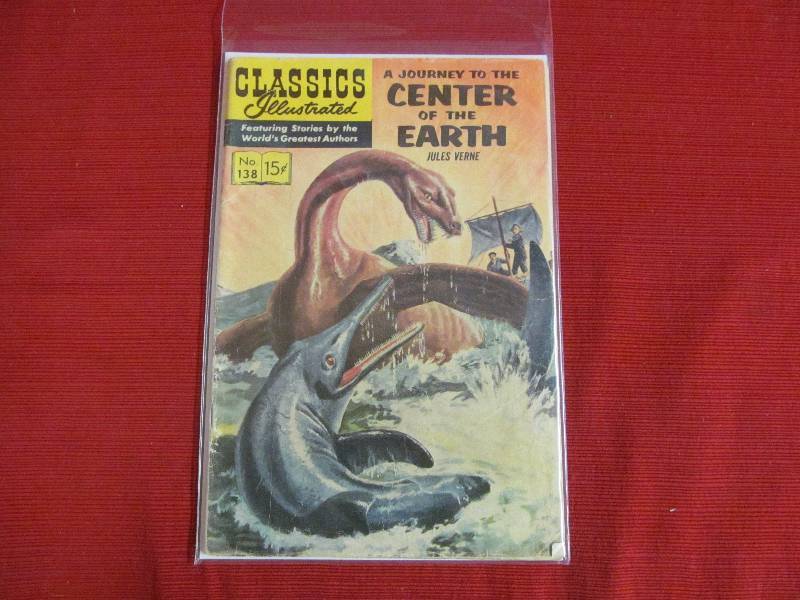 CLASSICS
Illustrated
Featuring Stories by the
World's Greatest Authors
No
138
15¢
A JOURNEY TO THE
CENTER
OF THE
EARTH
JULES VERNE